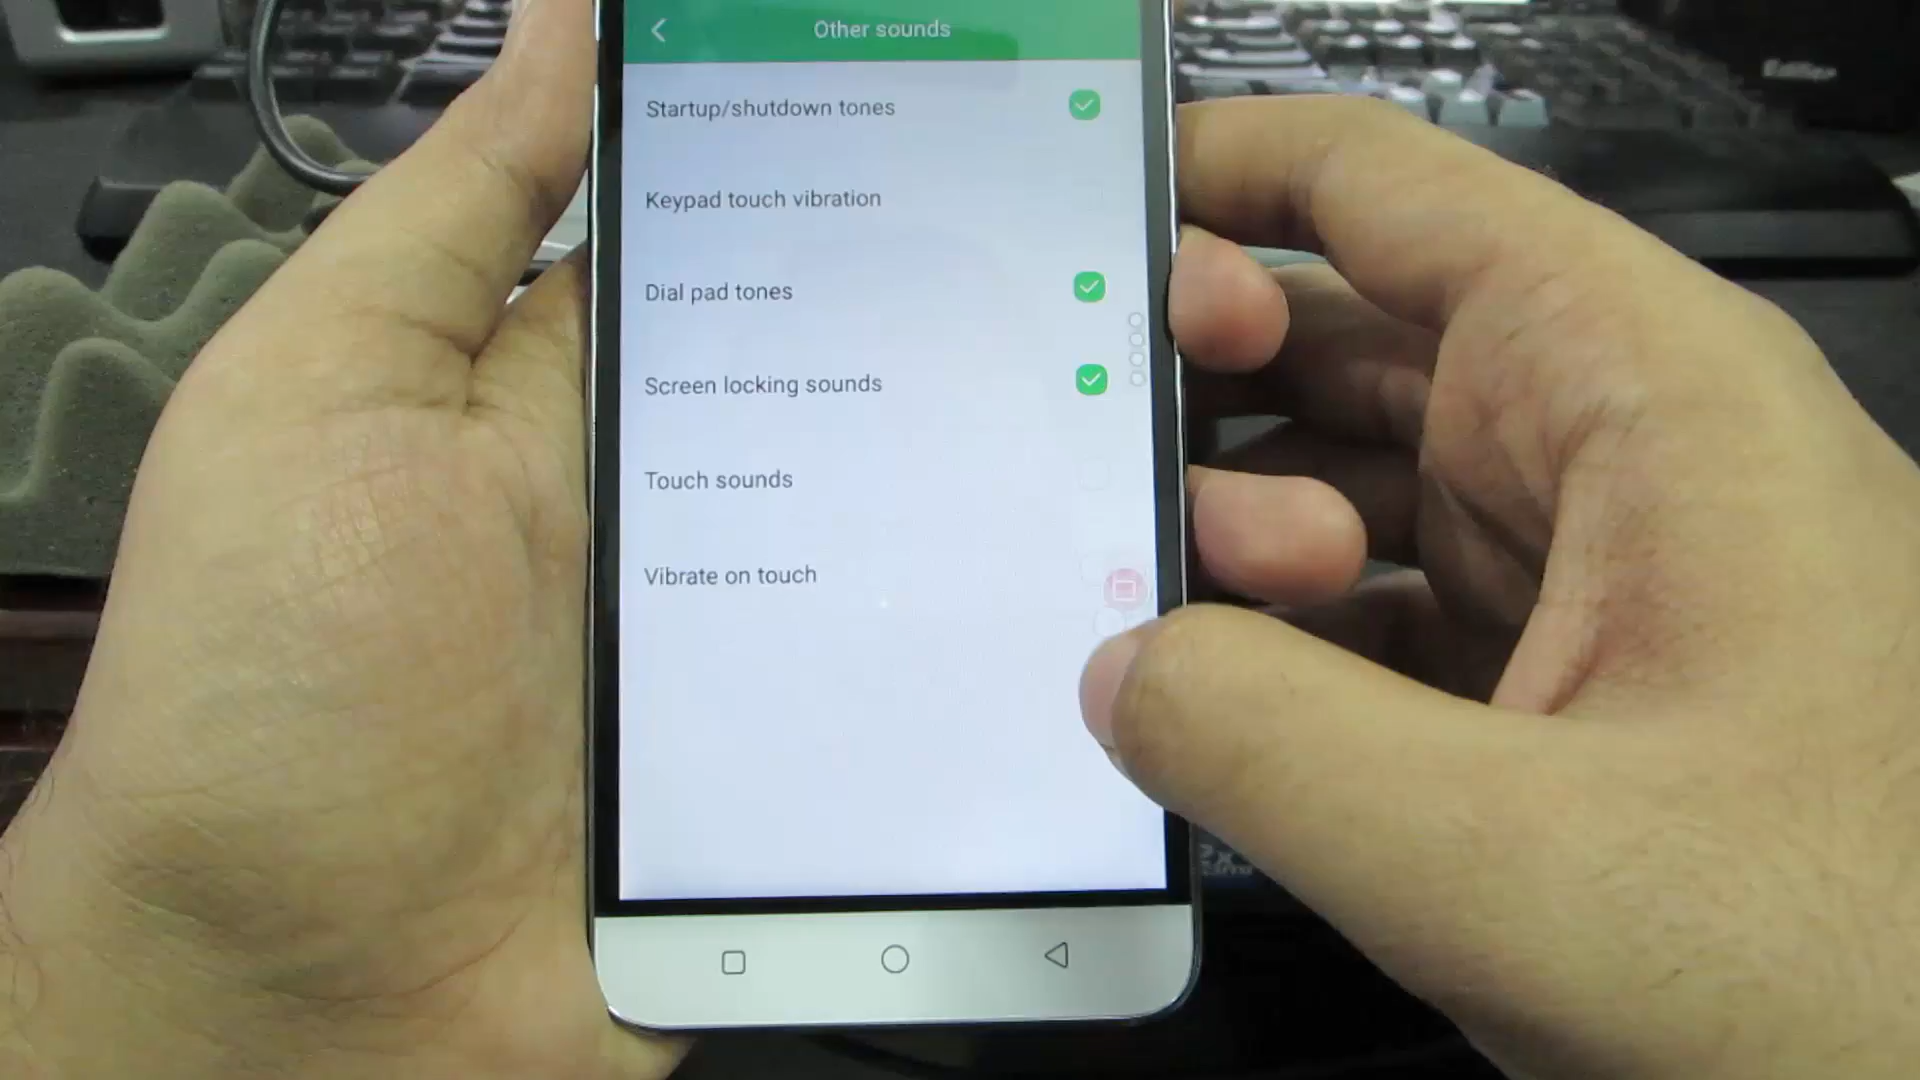 Other sounds
Startup/shutdown tones
Keypad touch vibration
Dial pad tones
Screen locking sounds
Touch sounds
Vibrate on touch
Edifier